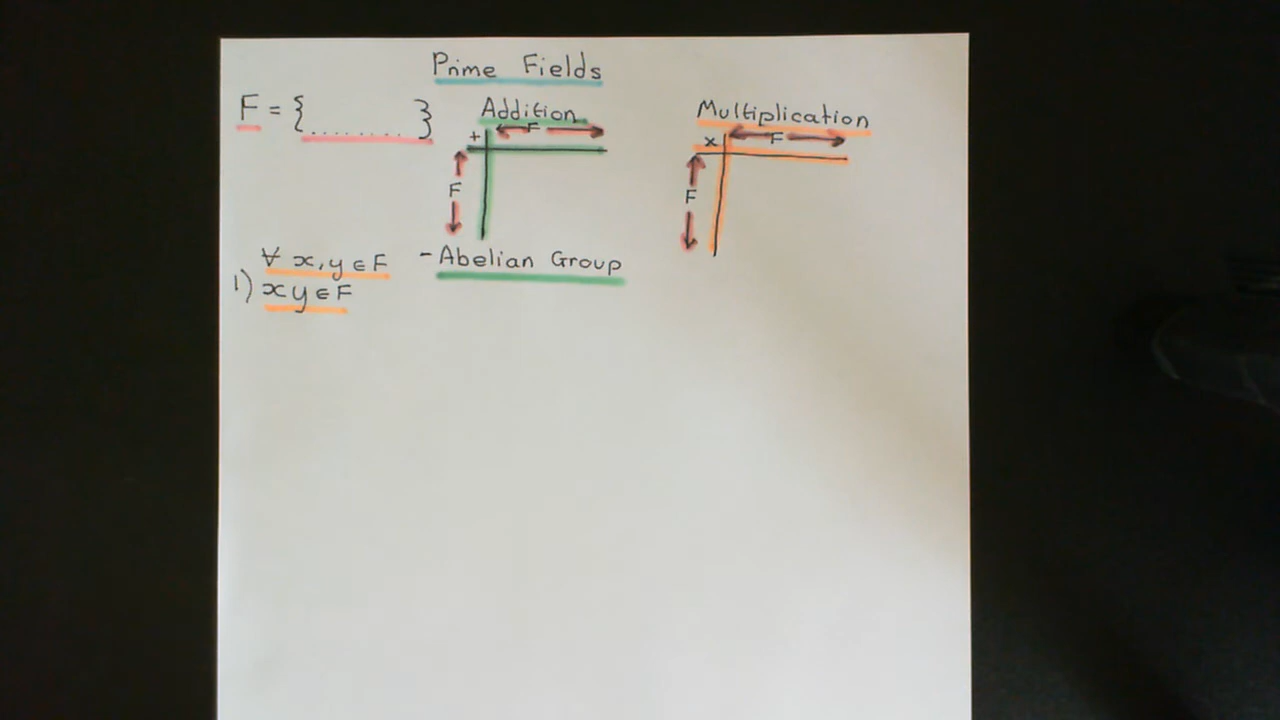 Prime Fields
F = {.........}
Addition
+ F
F
Multiplication
x F
F
- Abelian Group
∀ x, y ∈ F
1) xy ∈ F